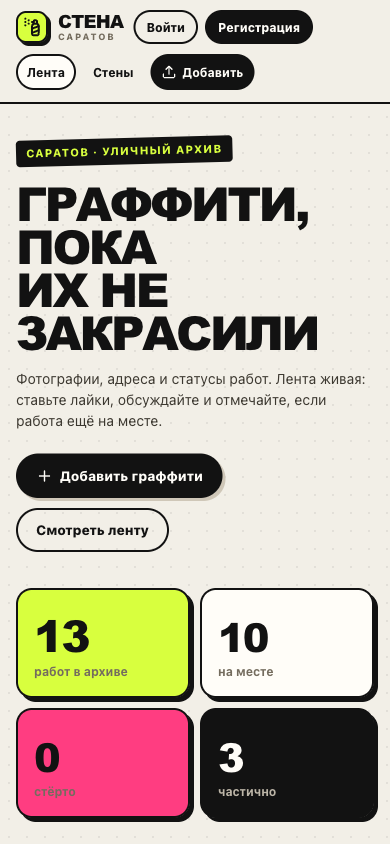 СТЕНА
САРАТОВ
Войти
Регистрация
Лента
Стены
Добавить
САРАТОВ · УЛИЧНЫЙ АРХИВ
ГРАФФИТИ,
ПОКА
ИХ НЕ
ЗАКРАСИЛИ
Фотографии, адреса и статусы работ. Лента живая:
ставьте лайки, обсуждайте и отмечайте, если
работа ещё на месте.
+ Добавить граффити
Смотреть ленту
13
работ в архиве
10
на месте
0
стёрто
3
частично